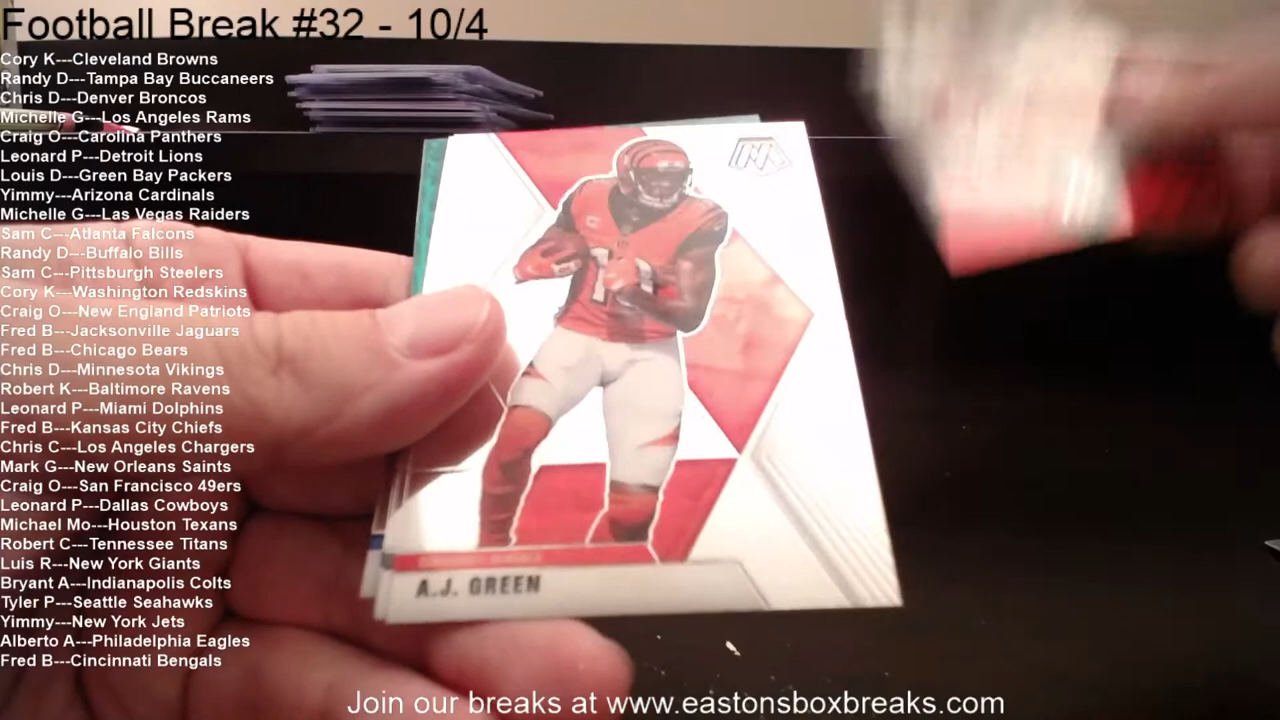 Football Break #32 - 10/4
Cory K---Cleveland Browns
Randy D---Tampa Bay Buccaneers
Chris D---Denver Broncos
Michelle G---Los Angeles Rams
Craig O---Carolina Panthers
Leonard P---Detroit Lions
Louis D---Green Bay Packers
Yimmy---Arizona Cardinals
Michelle G---Las Vegas Raiders
Sam C---Atlanta Falcons
Randy D---Buffalo Bills
Sam C---Pittsburgh Steelers
Cory K---Washington Redskins
Craig O---New England Patriots
Fred B---Jacksonville Jaguars
Fred B---Chicago Bears
Chris D---Minnesota Vikings
Robert K---Baltimore Ravens
Leonard P---Miami Dolphins
Fred B---Kansas City Chiefs
Chris C---Los Angeles Chargers
Mark G---New Orleans Saints
Craig O---San Francisco 49ers
Leonard P---Dallas Cowboys
Michael Mo---Houston Texans
Robert C---Tennessee Titans
Luis R---New York Giants
Bryant A---Indianapolis Colts
Tyler P---Seattle Seahawks
Yimmy---New York Jets
Alberto A---Philadelphia Eagles
Fred B---Cincinnati Bengals
A.J. GREEN
Join our breaks at www.eastonsboxbreaks.com